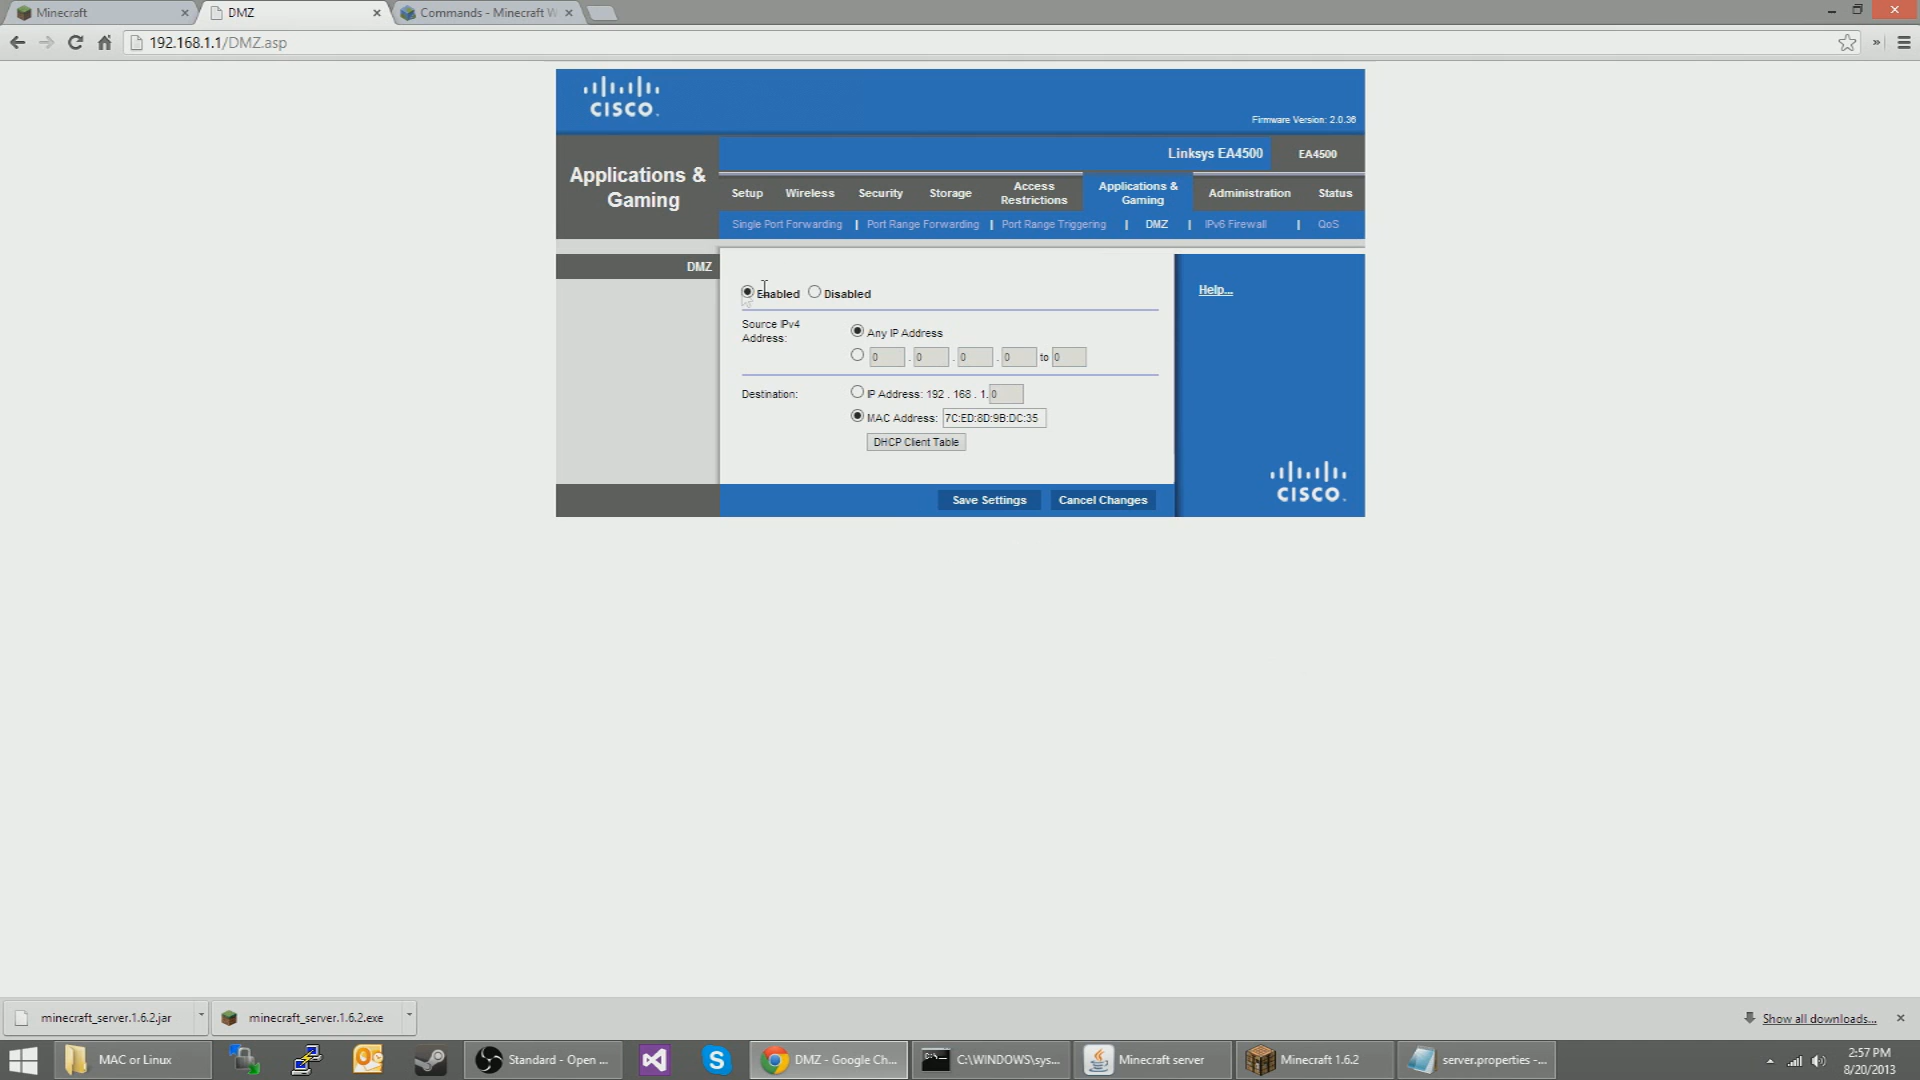 Minecraft
DMZ
Commands - Minecraft W
192.168.1.1/DMZ.asp
»
CISCO.
Firmware Version: 2.0.36
Applications &
Gaming
Linksys EA4500
EA4500
Setup
Wireless
Security
Storage
Access
Restrictions
Applications &
Gaming
Administration
Status
Single Port Forwarding | Port Range Forwarding | Port Range Triggering | DMZ | IPv6 Firewall | QoS
DMZ
Enabled Disabled
Help...
Source IPv4
Address:
Any IP Address
0 . 0 . 0 . 0 to 0
Destination:
IP Address: 192 . 168 . 1. 0
MAC Address: 7C:ED:8D:9B:DC:35
DHCP Client Table
CISCO.
Save Settings
Cancel Changes
minecraft_server.1.6.2.jar
minecraft_server.1.6.2.exe
Show all downloads...
MAC or Linux
Standard - Open ...
DMZ - Google Ch...
C:\WINDOWS\sys...
Minecraft server
Minecraft 1.6.2
server.properties -...
2:57 PM
8/20/2013